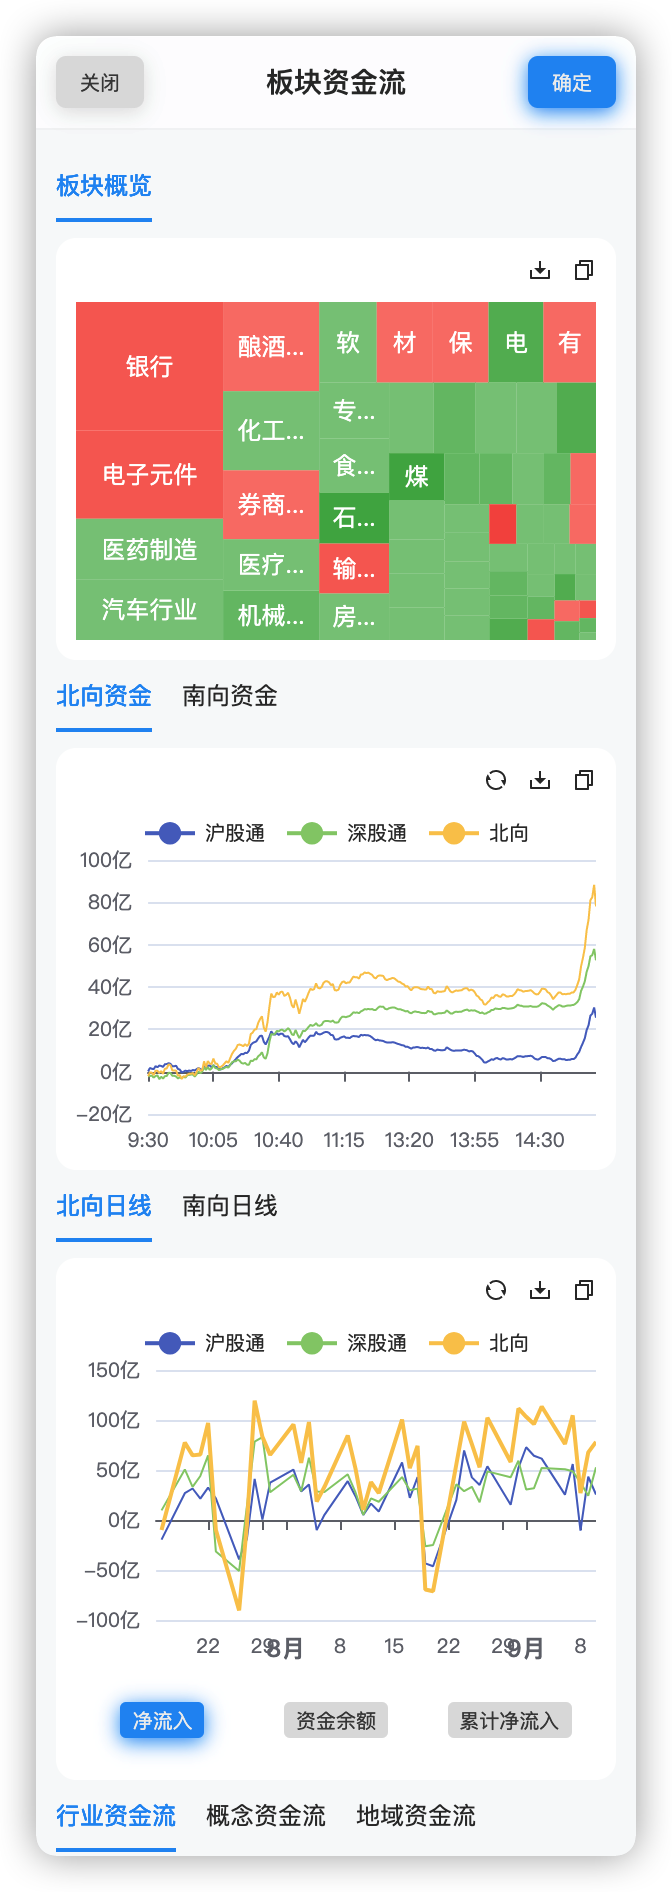 关闭 板块资金流 确定
板块概览
银行 酿酒... 软 材 保 电 有
化工... 专...
电子元件 券商... 食... 煤
石...
医药制造 医疗... 输...
汽车行业 机械... 房...
北向资金 南向资金
沪股通 深股通 北向
100亿
80亿
60亿
40亿
20亿
0亿
−20亿
9:30 10:05 10:40 11:15 13:20 13:55 14:30
北向日线 南向日线
沪股通 深股通 北向
150亿
100亿
50亿
0亿
−50亿
−100亿
22 29 8月 8 15 22 29 9月 8
净流入 资金余额 累计净流入
行业资金流 概念资金流 地域资金流